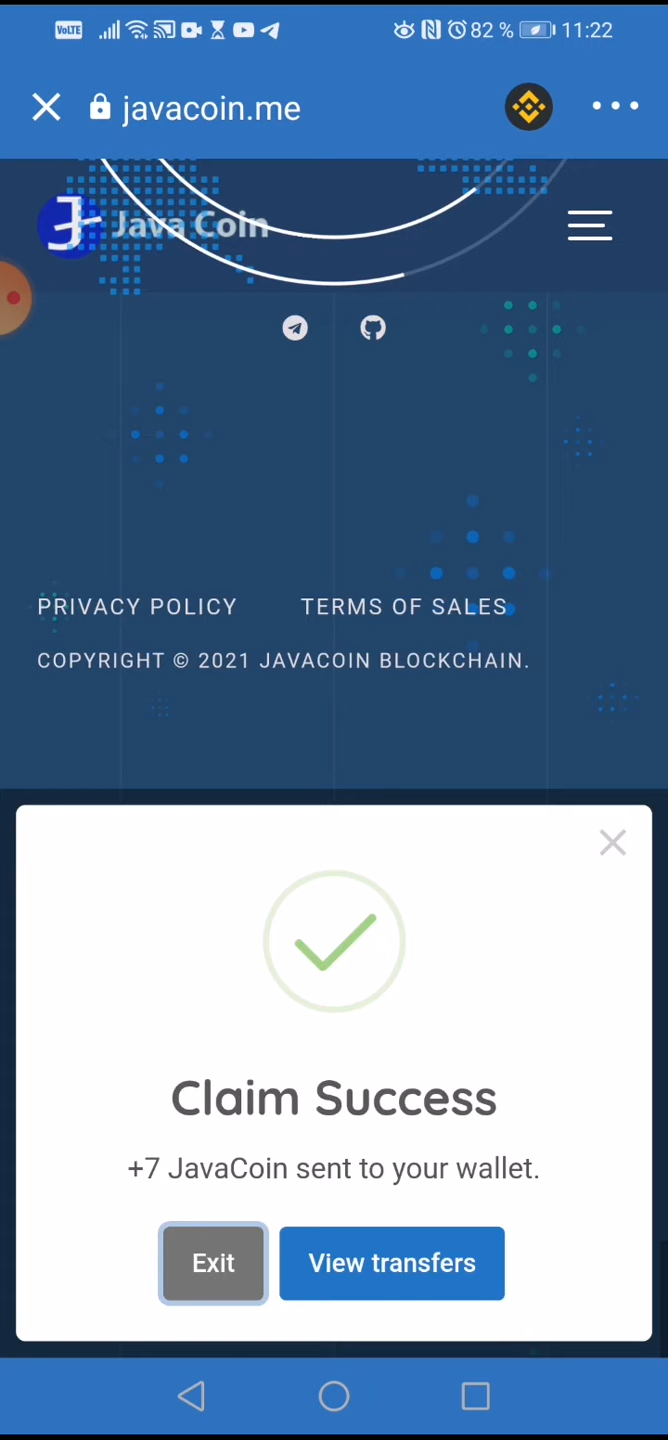 VoLTE 82 % 11:22
javacoin.me
Java Coin
PRIVACY POLICY TERMS OF SALES
COPYRIGHT © 2021 JAVACOIN BLOCKCHAIN.
Claim Success
+7 JavaCoin sent to your wallet.
Exit View transfers